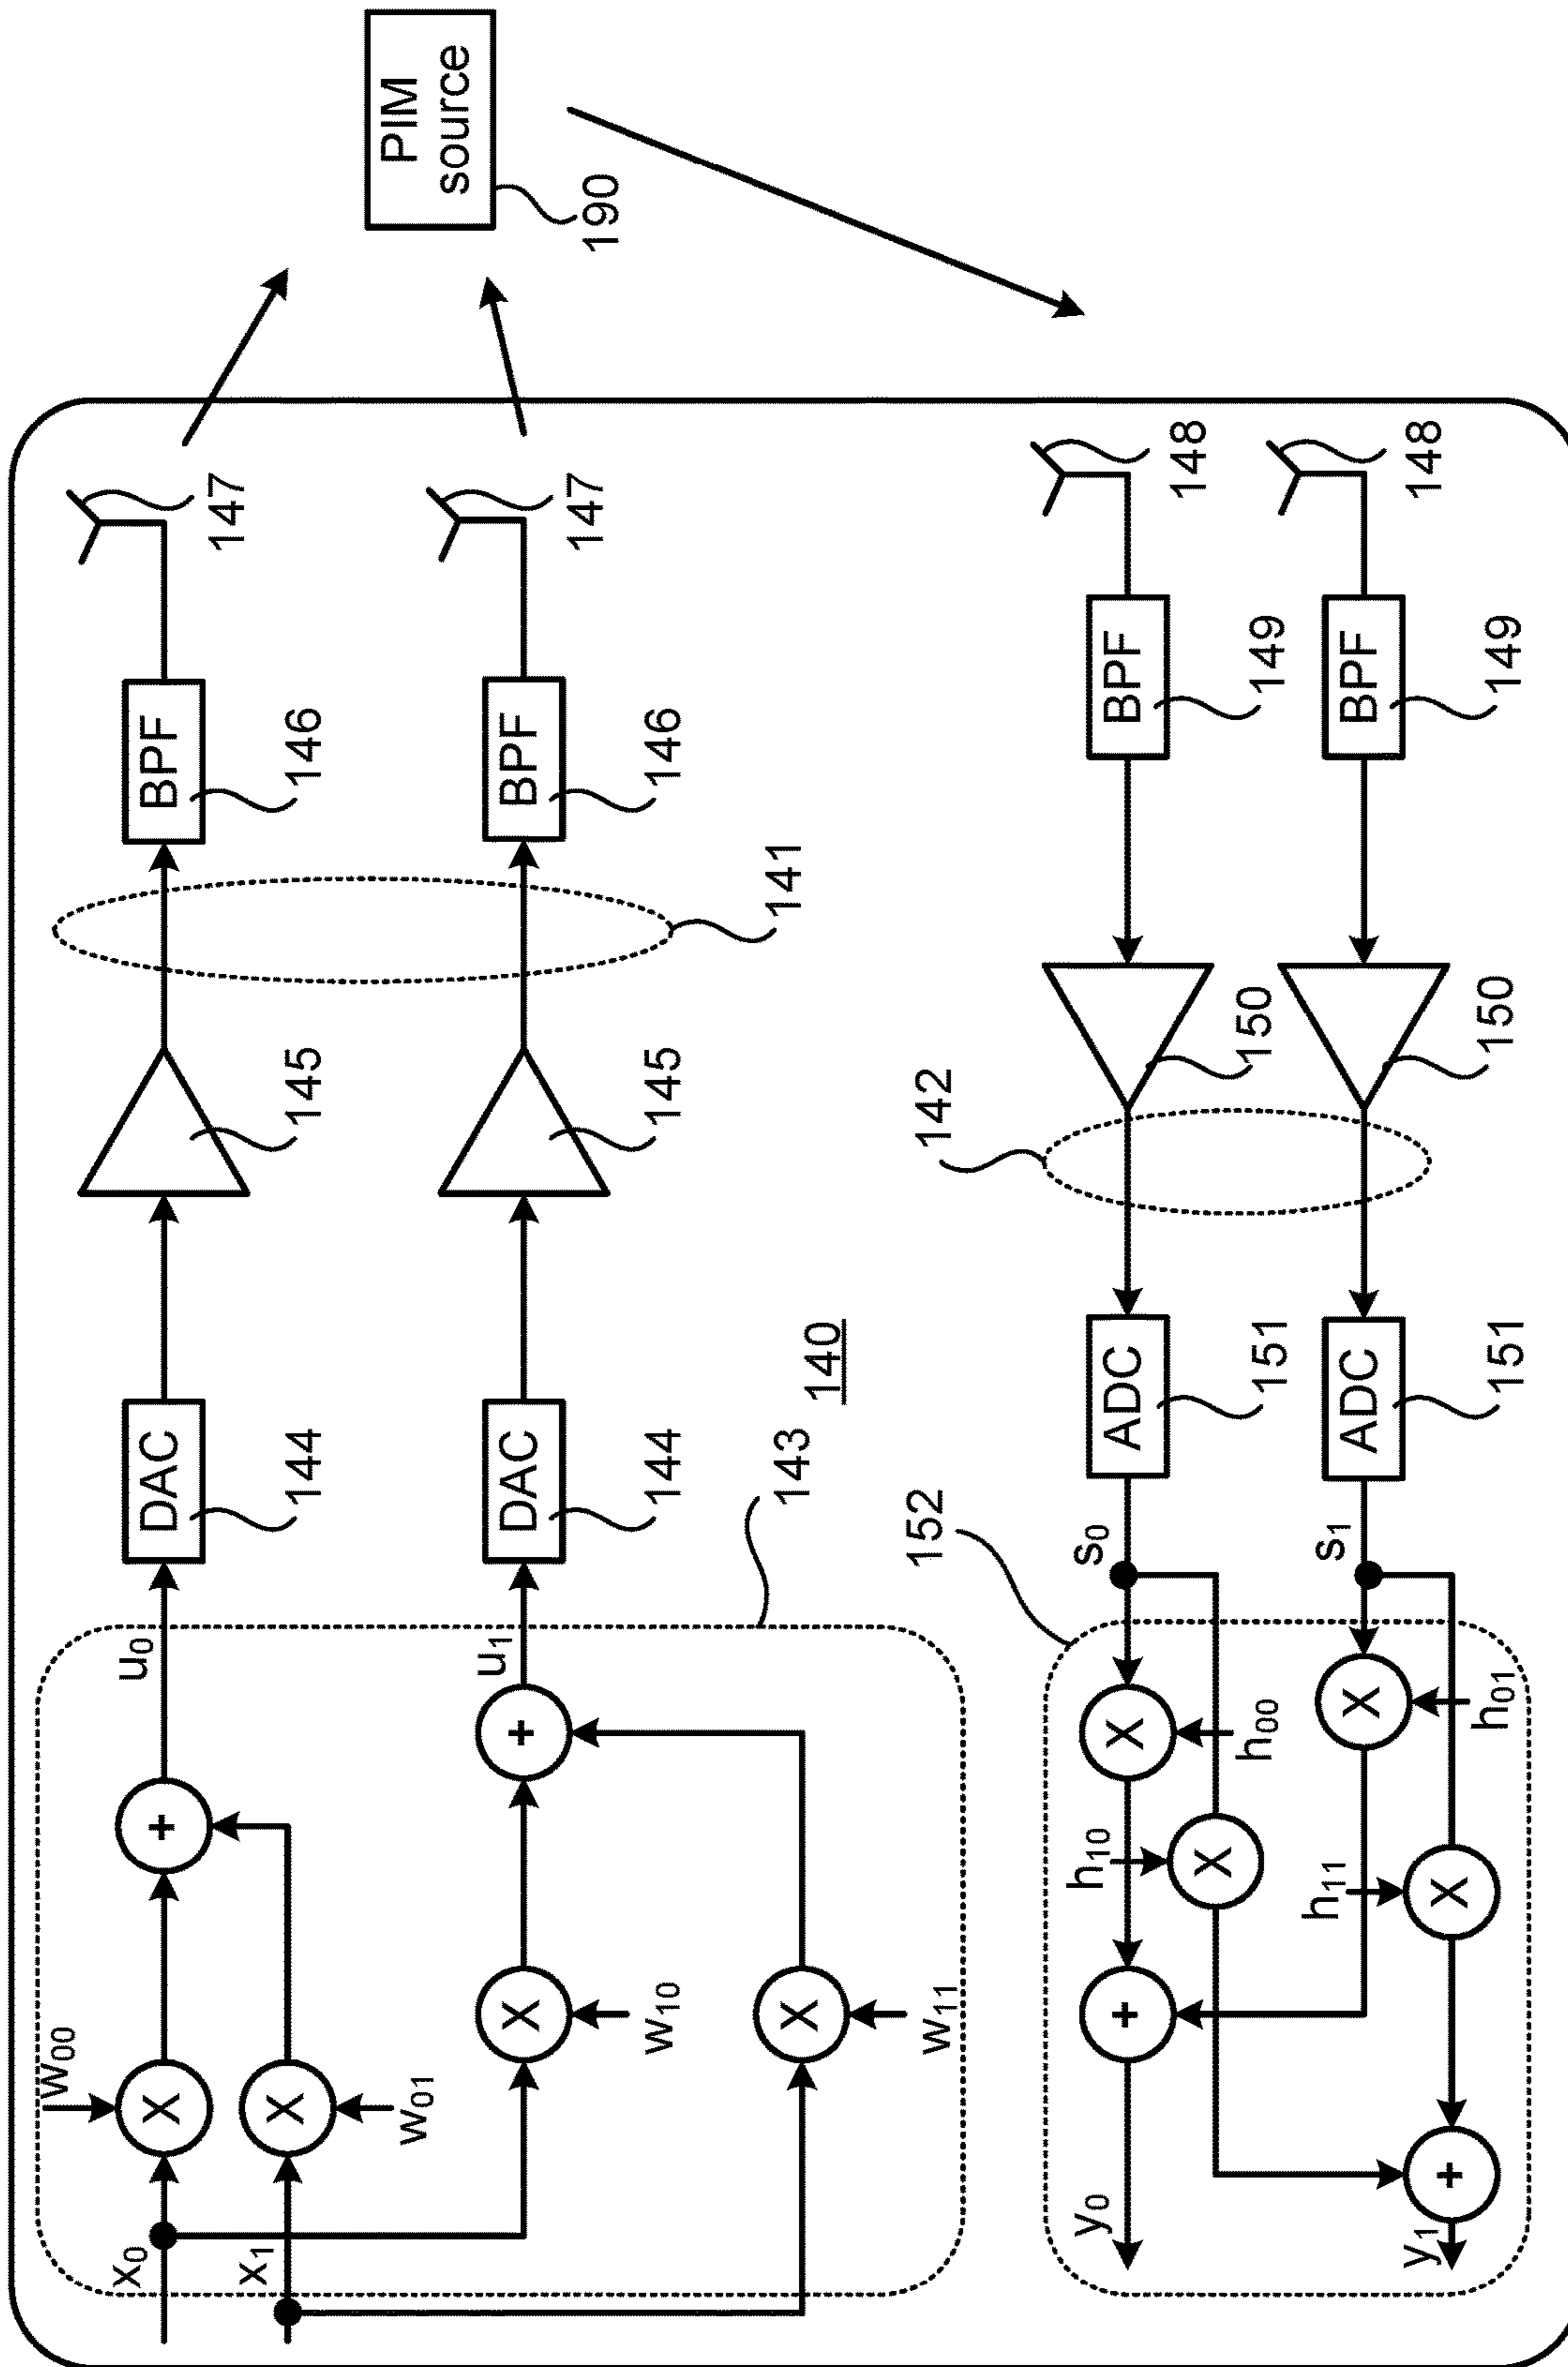 PIM
source
190
147
147
BPF
146
BPF
146
141
145
145
DAC
144
DAC
144
140
143
u₀
u₁
+
+
w₀₀
X
X
w₀₁
X
w₁₀
X
w₁₁
x₀
x₁
148
148
BPF
149
BPF
149
150
150
142
ADC
151
ADC
151
152
s₀
s₁
X
h₀₀
X
h₀₁
h₁₀
X
h₁₁
X
+
+
y₀
y₁